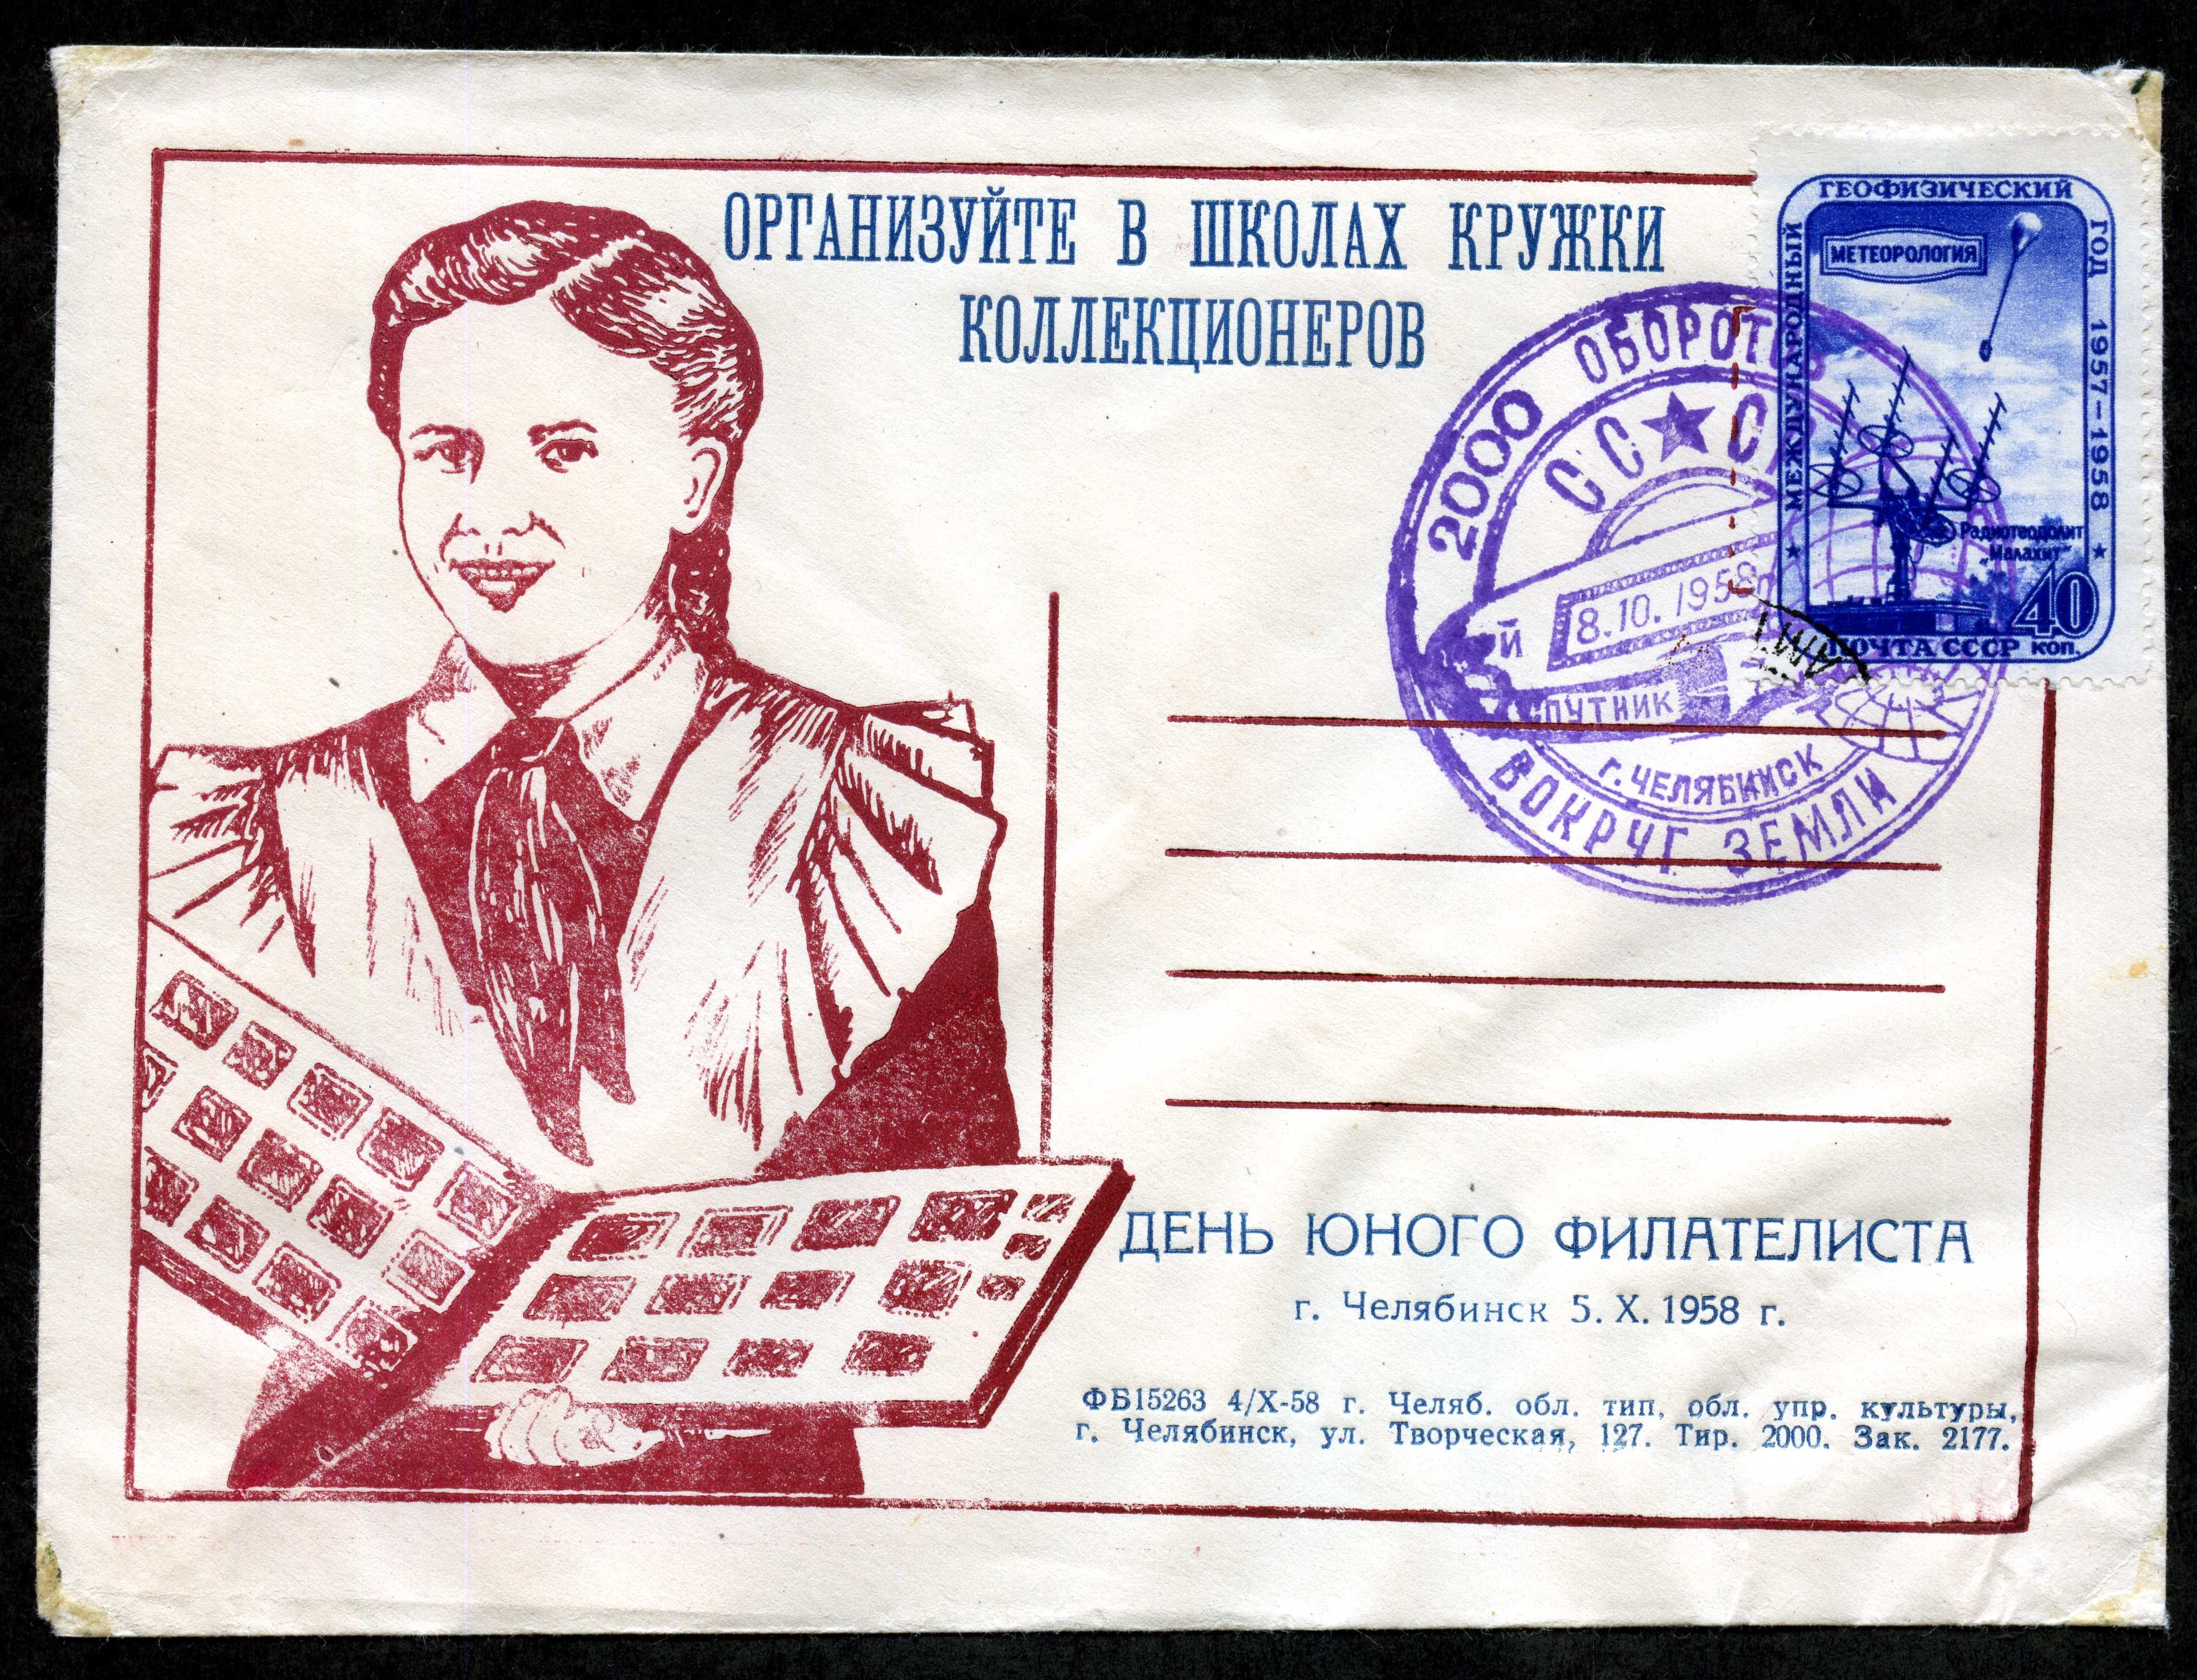 ОРГАНИЗУЙТЕ В ШКОЛАХ КРУЖКИ
КОЛЛЕКЦИОНЕРОВ
МЕЖДУНАРОДНЫЙ ГЕОФИЗИЧЕСКИЙ ГОД 1957–1958
МЕТЕОРОЛОГИЯ
Радиотеодолит
„Малахит"
40
ПОЧТА СССР коп.
2000 ОБОРОТОВ
СС★С
8.10.1958
й
СПУТНИК
г. ЧЕЛЯБИНСК
ВОКРУГ ЗЕМЛИ
ДЕНЬ ЮНОГО ФИЛАТЕЛИСТА
г. Челябинск 5. X. 1958 г.
ФБ15263 4/X-58 г. Челяб. обл. тип, обл. упр. культуры,
г. Челябинск, ул. Творческая, 127. Тир. 2000. Зак. 2177.